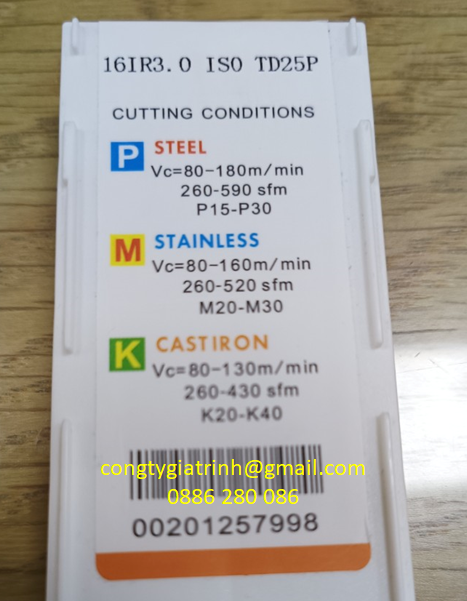 16IR3.0 ISO TD25P
CUTTING CONDITIONS
P STEEL
Vc=80-180m/min
260-590 sfm
P15-P30
M STAINLESS
Vc=80-160m/min
260-520 sfm
M20-M30
K CASTIRON
Vc=80-130m/min
260-430 sfm
K20-K40
congtygiatrinh@gmail.com
0886 280 086
00201257998